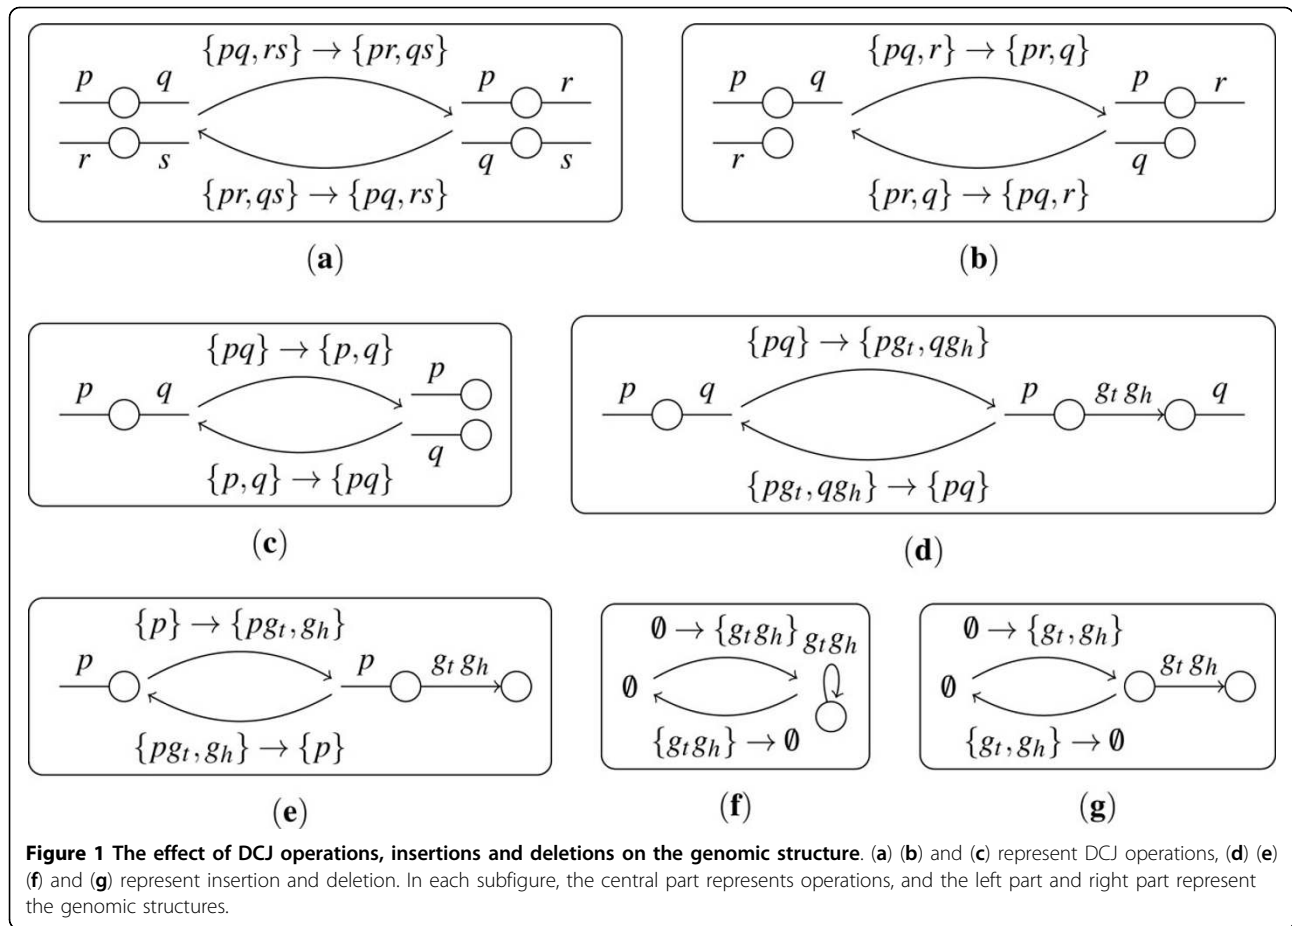 {pq, rs} → {pr, qs}
p q p r
r s q s
{pr, qs} → {pq, rs}
(a)
{pq, r} → {pr, q}
p q p r
r q
{pr, q} → {pq, r}
(b)
{pq} → {p, q}
p q p
q
{p, q} → {pq}
(c)
{pq} → {pg_t, qg_h}
p q p g_t g_h q
{pg_t, qg_h} → {pq}
(d)
{p} → {pg_t, g_h}
p p g_t g_h
{pg_t, g_h} → {p}
(e)
∅ → {g_t g_h} g_t g_h
∅
{g_t g_h} → ∅
(f)
∅ → {g_t, g_h}
∅ g_t g_h
{g_t, g_h} → ∅
(g)
Figure 1 The effect of DCJ operations, insertions and deletions on the genomic structure. (a) (b) and (c) represent DCJ operations, (d) (e)
(f) and (g) represent insertion and deletion. In each subfigure, the central part represents operations, and the left part and right part represent
the genomic structures.